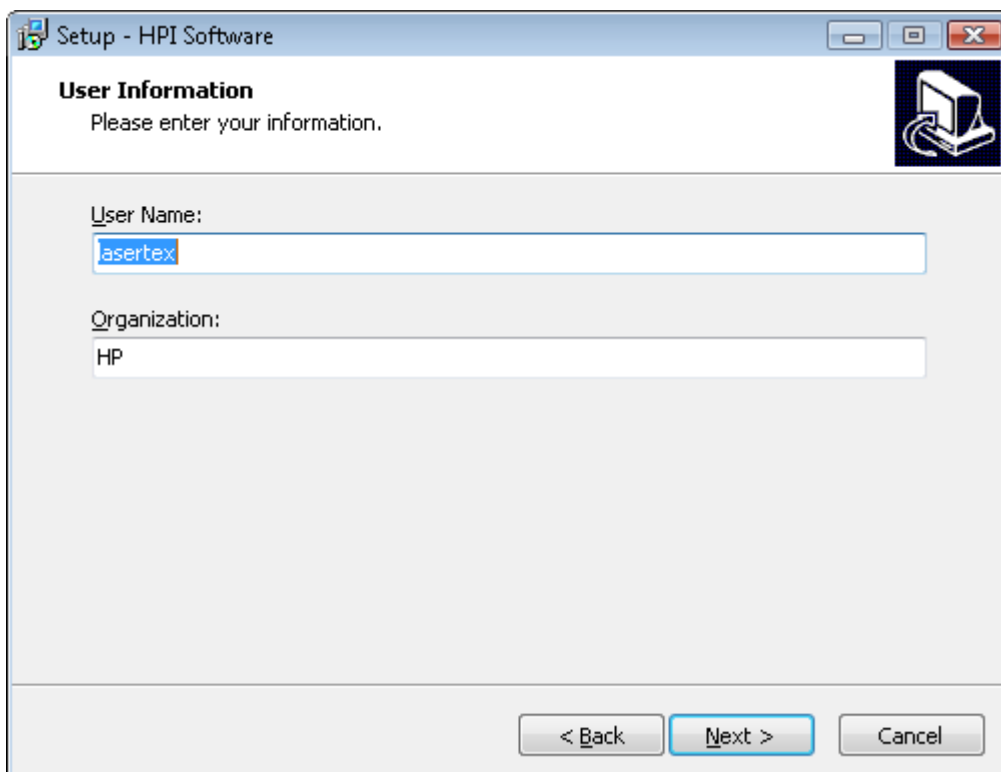 Setup - HPI Software
User Information
Please enter your information.
User Name:
lasertex
Organization:
HP
< Back
Next >
Cancel